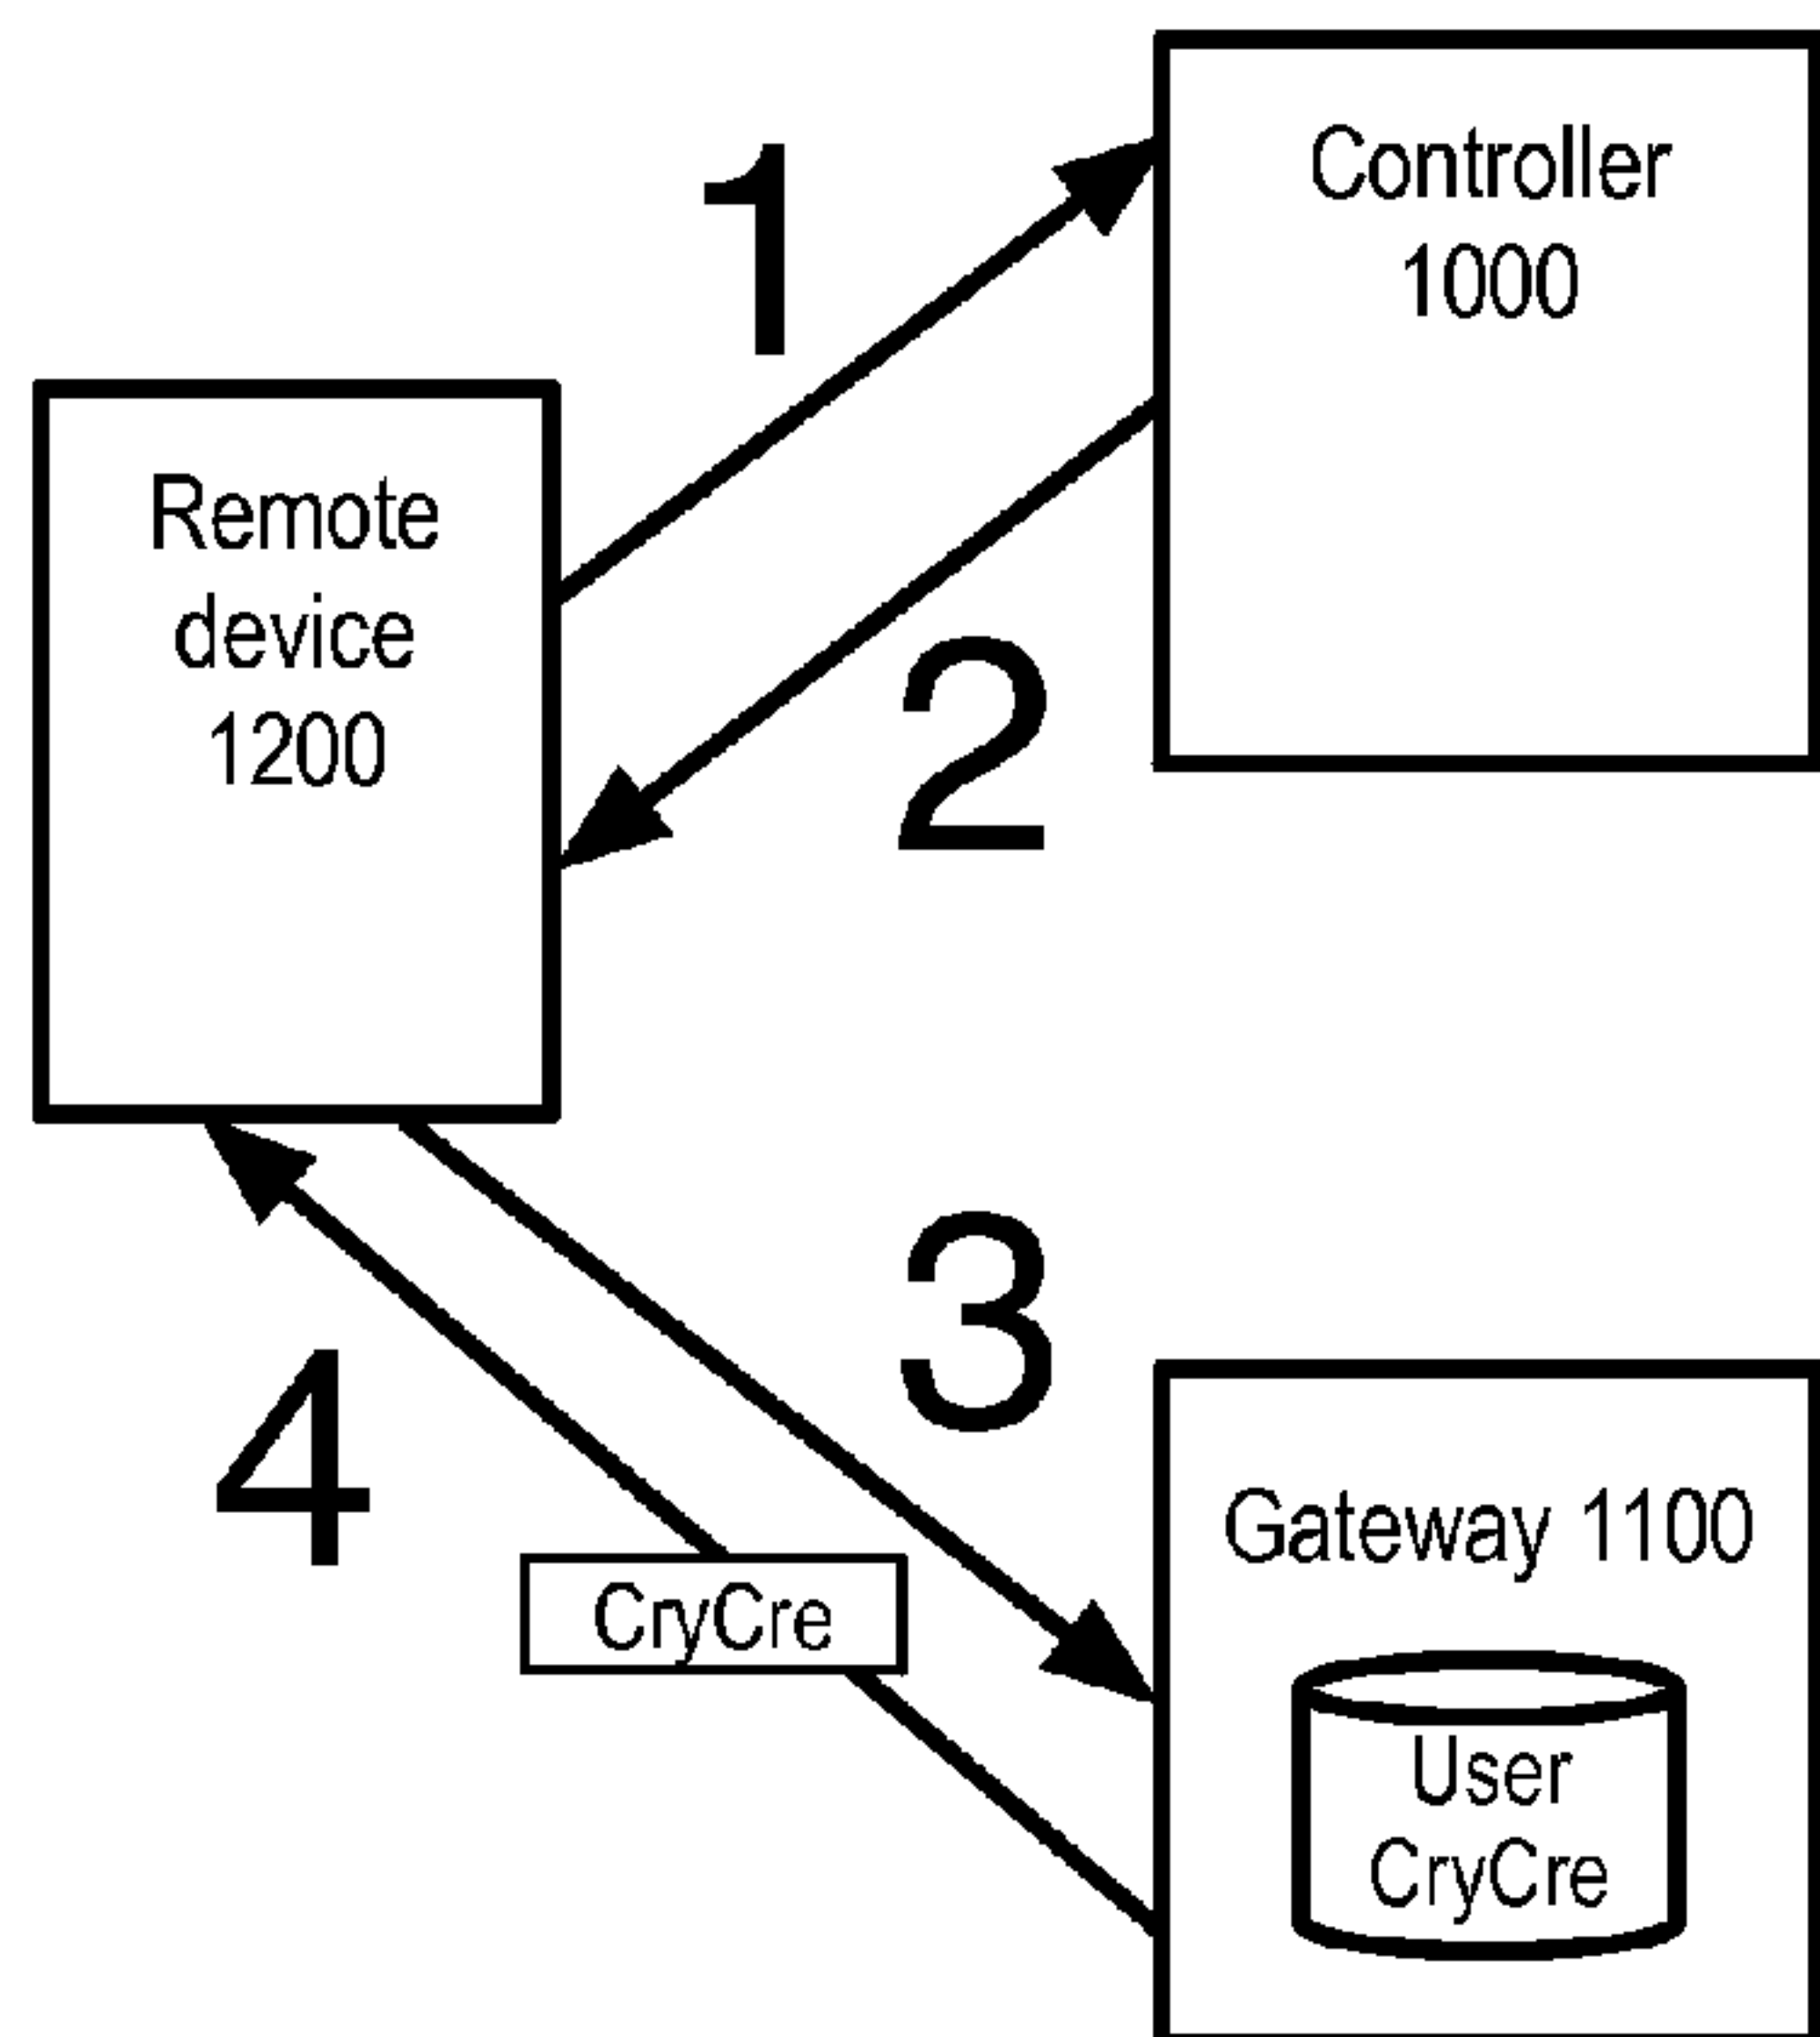 Controller
1000
1
Remote
device
1200
2
3
4
Gateway 1100
CryCre
User
CryCre